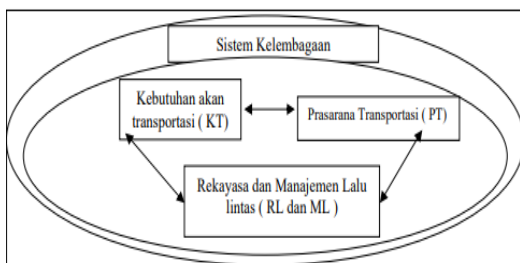 Sistem Kelembagaan
Kebutuhan akan
transportasi ( KT)
Prasarana Transportasi ( PT)
Rekayasa dan Manajemen Lalu
lintas ( RL dan ML )